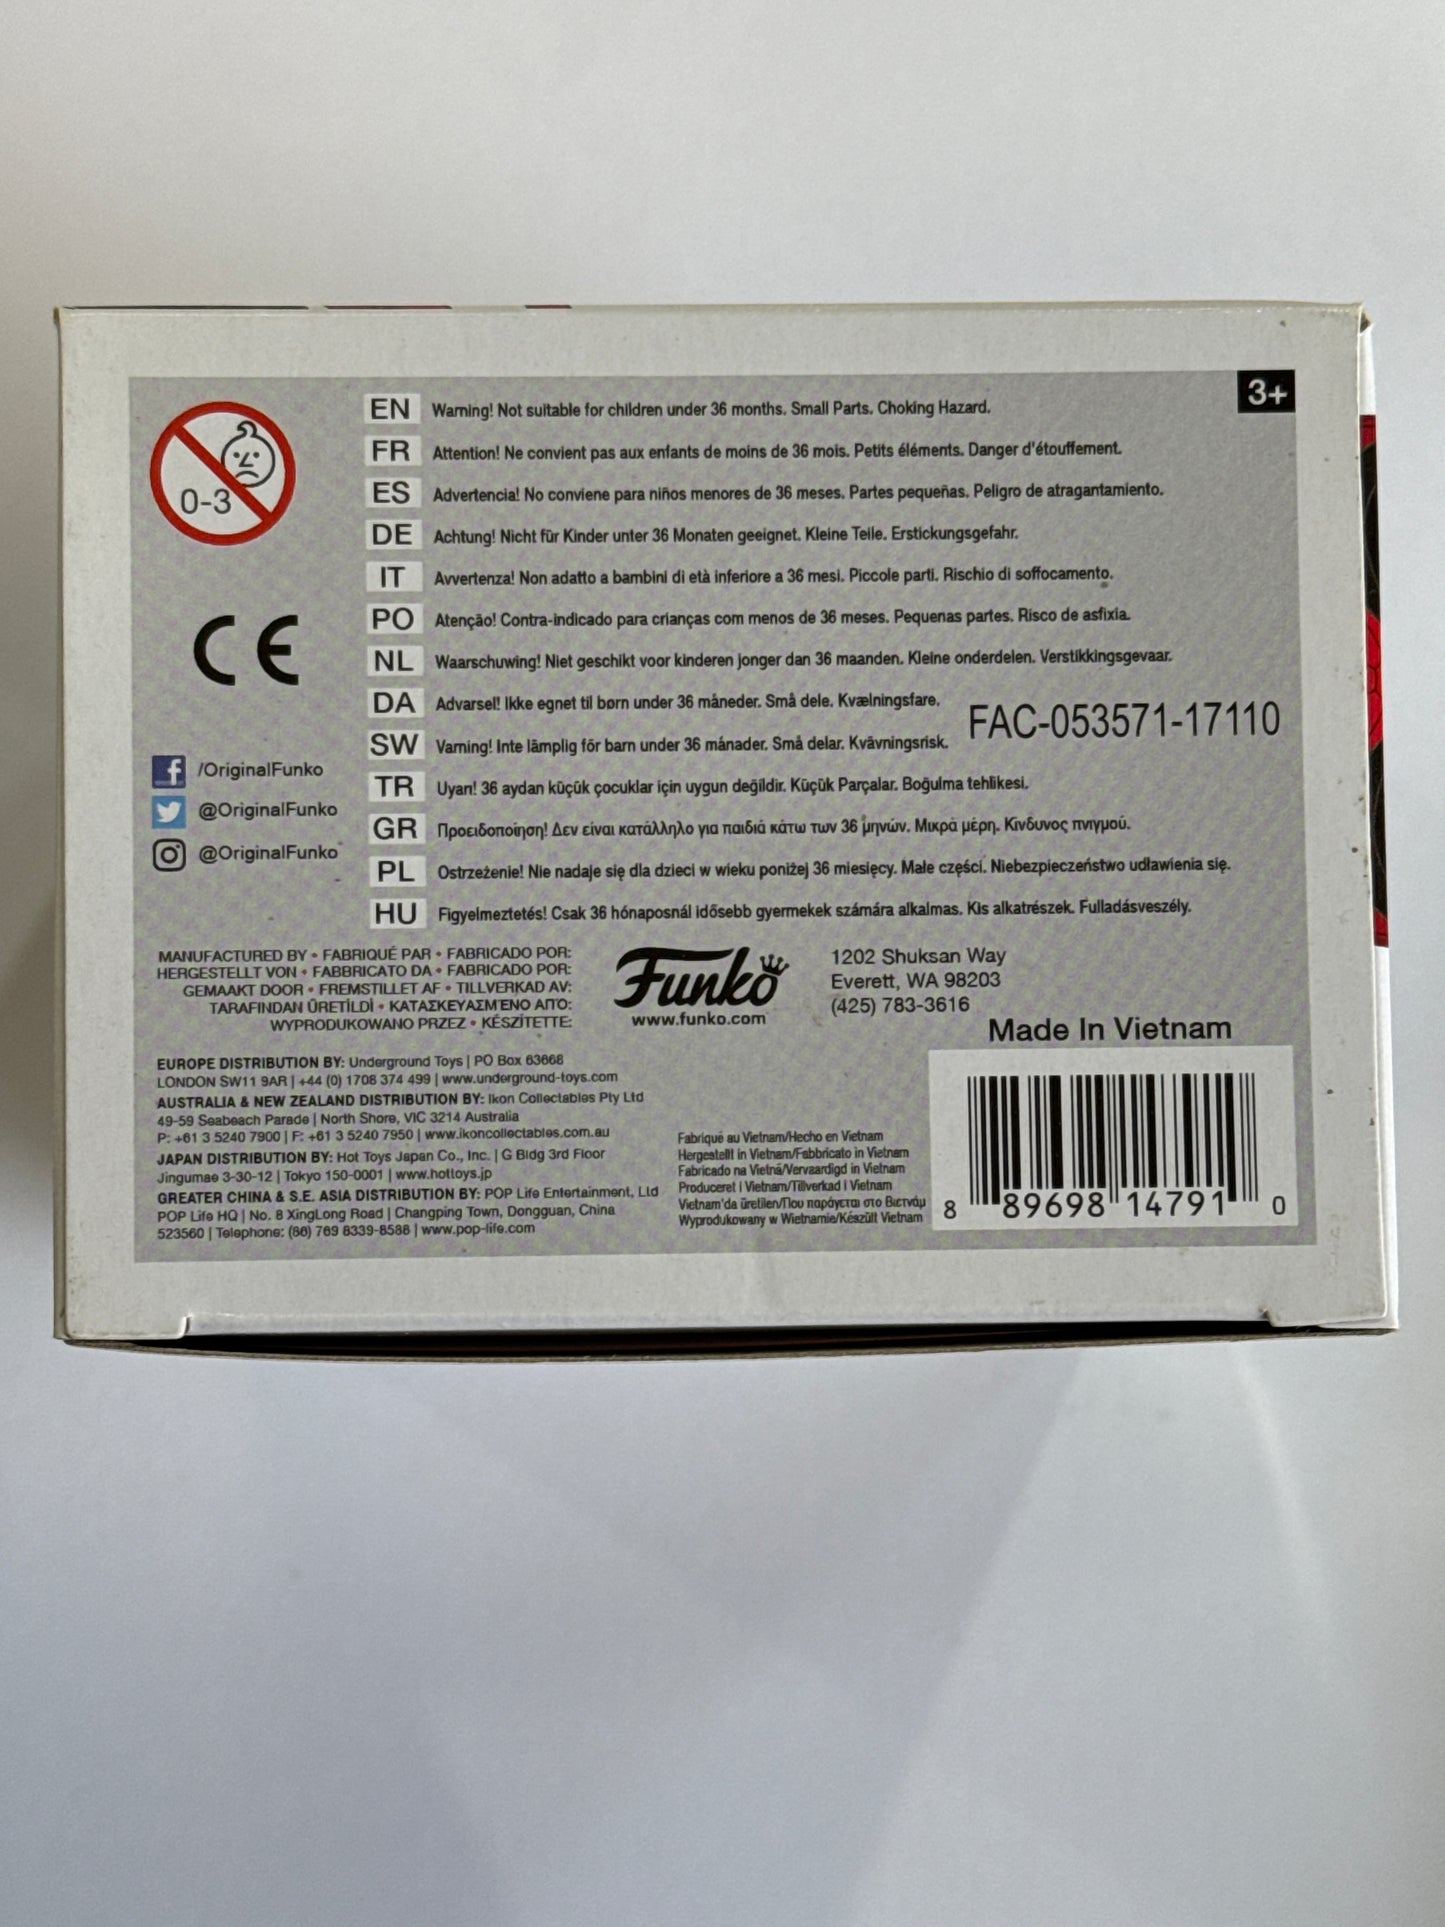 3+
0-3
EN Warning! Not suitable for children under 36 months. Small Parts. Choking Hazard.
FR Attention! Ne convient pas aux enfants de moins de 36 mois. Petits éléments. Danger d'étouffement.
ES Advertencia! No conviene para niños menores de 36 meses. Partes pequeñas. Peligro de atragantamiento.
DE Achtung! Nicht für Kinder unter 36 Monaten geeignet. Kleine Teile. Erstickungsgefahr.
IT Avvertenza! Non adatto a bambini di età inferiore a 36 mesi. Piccole parti. Rischio di soffocamento.
PO Atenção! Contra-indicado para crianças com menos de 36 meses. Pequenas partes. Risco de asfixia.
NL Waarschuwing! Niet geschikt voor kinderen jonger dan 36 maanden. Kleine onderdelen. Verstikkingsgevaar.
DA Advarsel! Ikke egnet til børn under 36 måneder. Små dele. Kvælningsfare.
SW Varning! Inte lämplig för barn under 36 månader. Små delar. Kvävningsrisk.
TR Uyan! 36 aydan küçük çocuklar için uygun değildir. Küçük Parçalar. Boğulma tehlikesi.
GR Προειδοποίηση! Δεν είναι κατάλληλο για παιδιά κάτω των 36 μηνών. Μικρά μέρη. Κίνδυνος πνιγμού.
PL Ostrzeżenie! Nie nadaje się dla dzieci w wieku poniżej 36 miesięcy. Małe części. Niebezpieczeństwo udławienia się.
HU Figyelmeztetés! Csak 36 hónaposnál idősebb gyermekek számára alkalmas. Kis alkatrészek. Fulladásveszély.
CE
/OriginalFunko
@OriginalFunko
@OriginalFunko
FAC-053571-17110
MANUFACTURED BY • FABRIQUÉ PAR • FABRICADO POR:
HERGESTELLT VON • FABBRICATO DA • FABRICADO POR:
GEMAAKT DOOR • FREMSTILLET AF • TILLVERKAD AV:
TARAFINDAN ÜRETİLDİ • ΚΑΤΑΣΚΕΥΑΣΜΈΝΟ ΑΠΌ:
WYPRODUKOWANO PRZEZ • KÉSZÍTETTE:
Funko
www.funko.com
1202 Shuksan Way
Everett, WA 98203
(425) 783-3616
Made In Vietnam
EUROPE DISTRIBUTION BY: Underground Toys | PO Box 63668
LONDON SW11 9AR | +44 (0) 1708 374 499 | www.underground-toys.com
AUSTRALIA & NEW ZEALAND DISTRIBUTION BY: Ikon Collectables Pty Ltd
49-59 Seabeach Parade | North Shore, VIC 3214 Australia
P: +61 3 5240 7900 | F: +61 3 5240 7950 | www.ikoncollectables.com.au
JAPAN DISTRIBUTION BY: Hot Toys Japan Co., Inc. | G Bldg 3rd Floor
Jingumae 3-30-12 | Tokyo 150-0001 | www.hottoys.jp
GREATER CHINA & S.E. ASIA DISTRIBUTION BY: POP Life Entertainment, Ltd
POP Life HQ | No. 8 XingLong Road | Changping Town, Dongguan, China
523560 | Telephone: (86) 769 8339-8588 | www.pop-life.com
Fabriqué au Vietnam/Hecho en Vietnam
Hergestellt in Vietnam/Fabbricato in Vietnam
Fabricado na Vietnã/Vervaardigd in Vietnam
Produceret i Vietnam/Tillverkad i Vietnam
Vietnam'da üretilen/Που παράγεται στο Βιετνάμ
Wyprodukowany w Wietnamie/Készült Vietnam
8 89698 14791 0